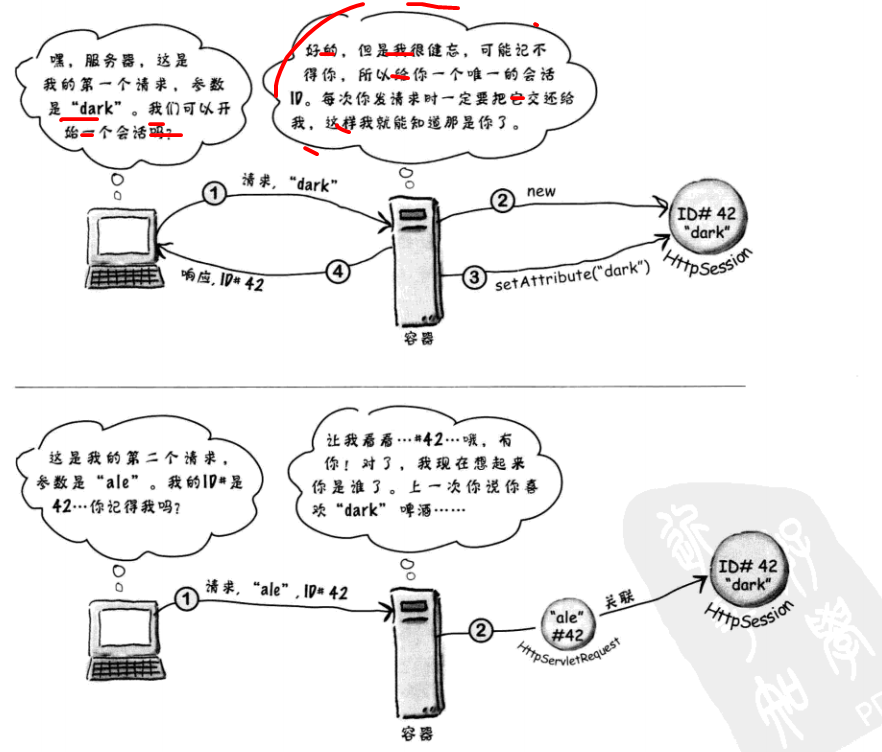 嘿，服务器，这是
我的第一个请求，参数
是“dark”。我们可以开
始一个会话吗？
好的，但是我很健忘，可能记不
得你，所以给你一个唯一的会话
ID。每次你发请求时一定要把它交还给
我，这样我就能知道那是你了。
① 请求，“dark”
② new
ID# 42
“dark”
HttpSession
③ setAttribute(“dark”)
④ 响应, ID# 42
容器
这是我的第二个请求，
参数是“ale”。我的ID#是
42…你记得我吗？
让我看看…#42…哦，有
你！对了，我现在想起来
你是谁了。上一次你说你喜
欢“dark”啤酒……
① 请求，“ale”, ID# 42
②
“ale”
#42
HttpServletRequest
关联
ID# 42
“dark”
HttpSession
容器
PD